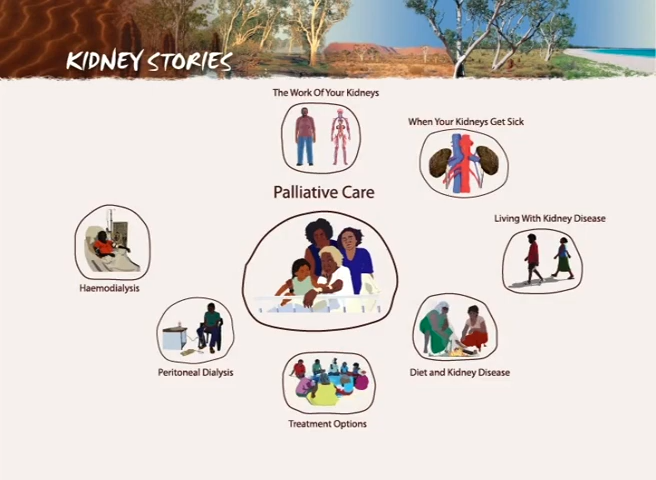 KIDNEY STORIES
The Work Of Your Kidneys
When Your Kidneys Get Sick
Palliative Care
Living With Kidney Disease
Haemodialysis
Peritoneal Dialysis
Diet and Kidney Disease
Treatment Options